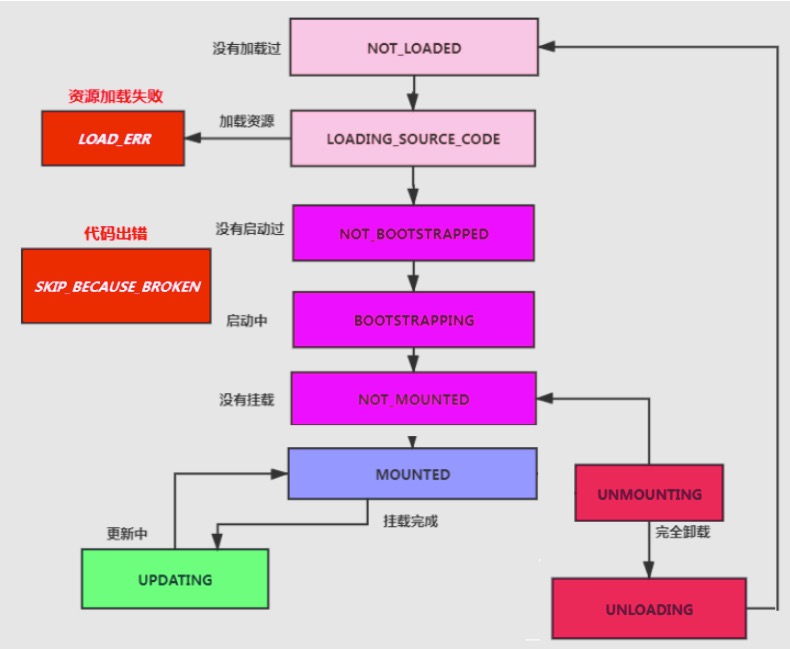 没有加载过
NOT_LOADED
资源加载失败
加载资源
LOAD_ERR
LOADING_SOURCE_CODE
没有启动过
NOT_BOOTSTRAPPED
代码出错
SKIP_BECAUSE_BROKEN
启动中
BOOTSTRAPPING
没有挂载
NOT_MOUNTED
MOUNTED
UNMOUNTING
挂载完成
更新中
完全卸载
UPDATING
UNLOADING